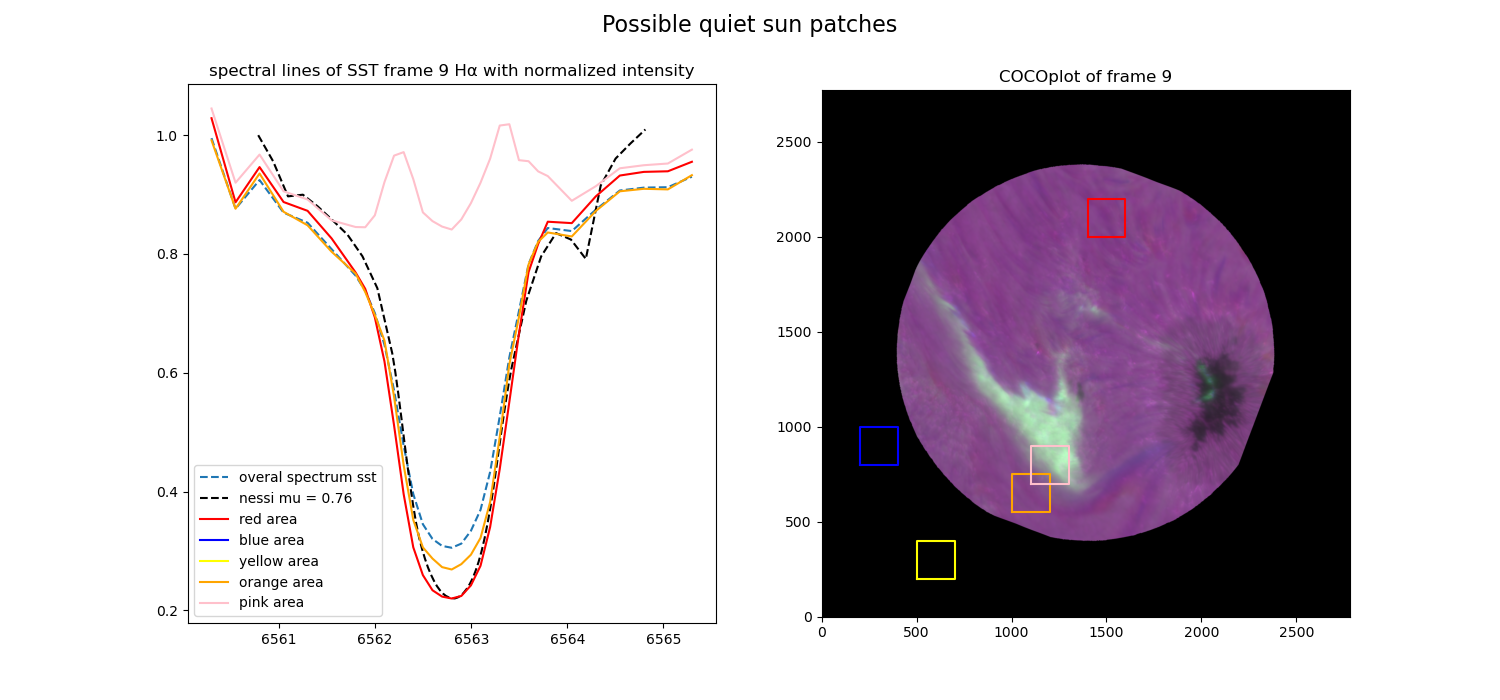 Possible quiet sun patches
spectral lines of SST frame 9 Hα with normalized intensity
1.0
0.8
0.6
0.4
0.2
6561 6562 6563 6564 6565
overal spectrum sst
nessi mu = 0.76
red area
blue area
yellow area
orange area
pink area
COCOplot of frame 9
2500
2000
1500
1000
500
0
0 500 1000 1500 2000 2500